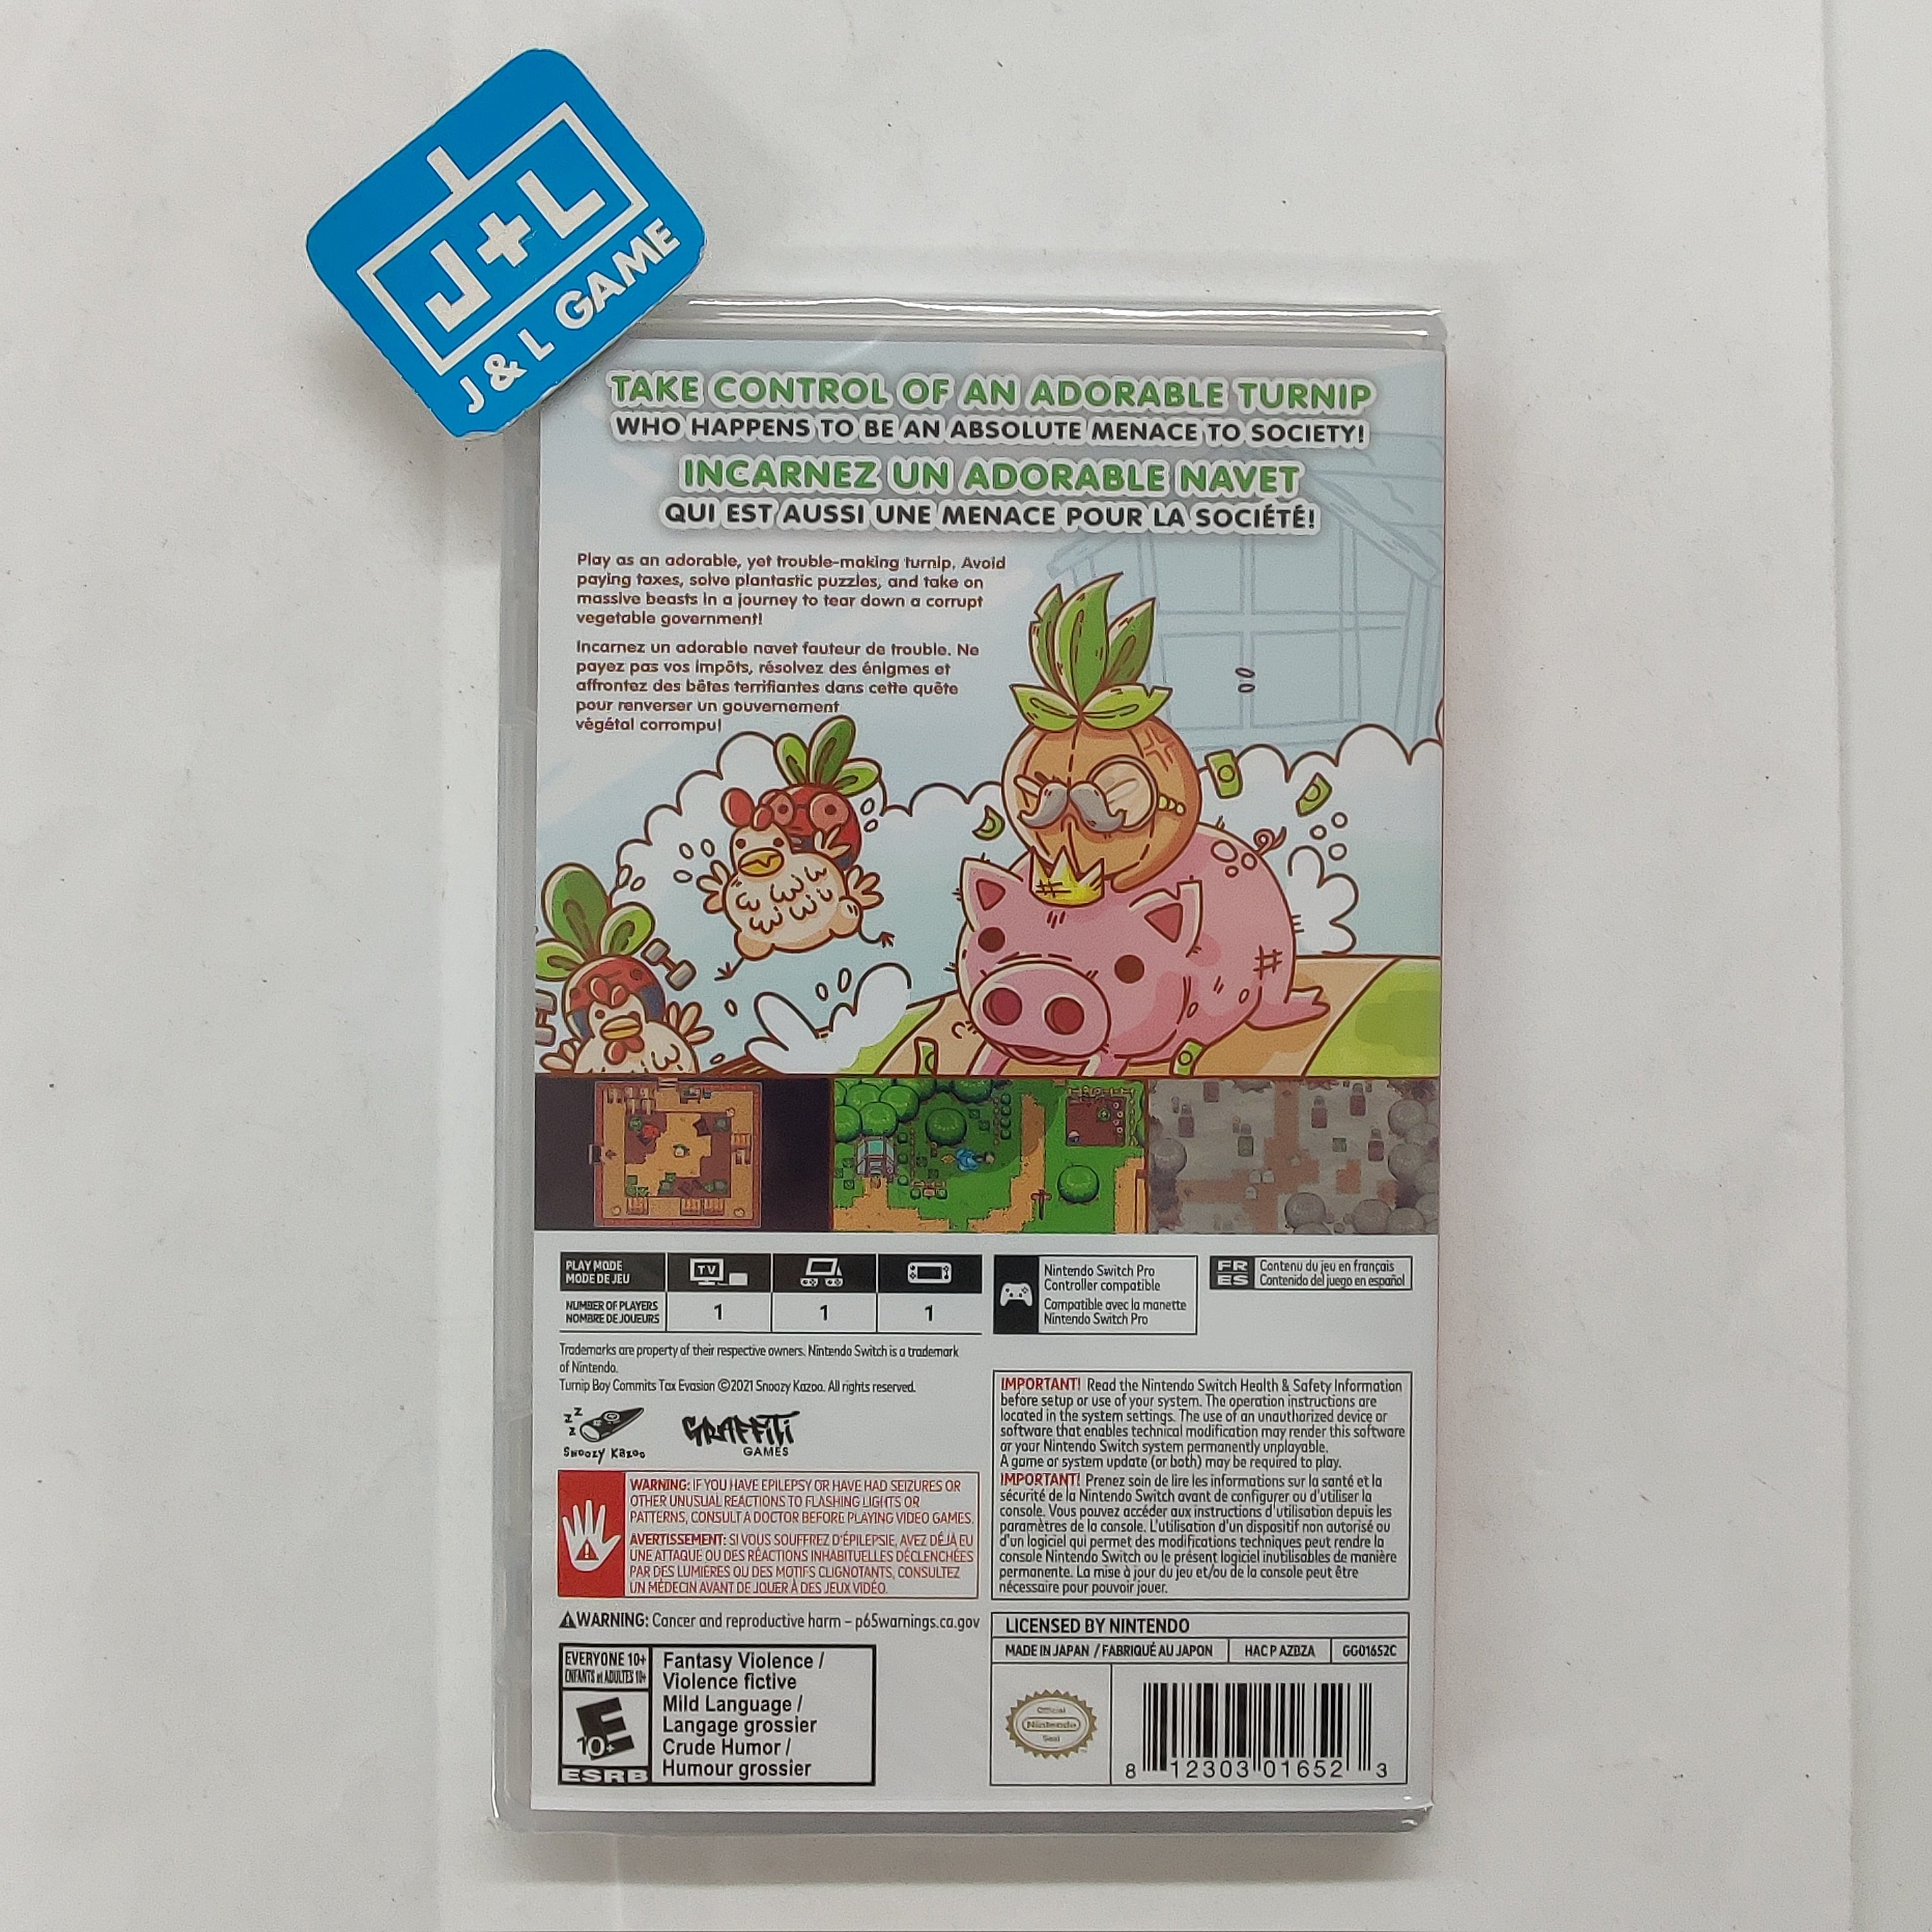 J+L
J & L GAME
TAKE CONTROL OF AN ADORABLE TURNIP
WHO HAPPENS TO BE AN ABSOLUTE MENACE TO SOCIETY!
INCARNEZ UN ADORABLE NAVET
QUI EST AUSSI UNE MENACE POUR LA SOCIÉTÉ!
Play as an adorable, yet trouble-making turnip. Avoid
paying taxes, solve plantastic puzzles, and take on
massive beasts in a journey to tear down a corrupt
vegetable government!
Incarnez un adorable navet fauteur de trouble. Ne
payez pas vos impôts, résolvez des énigmes et
affrontez des bêtes terrifiantes dans cette quête
pour renverser un gouvernement
végétal corrompu!
PLAY MODE
MODE DE JEU
TV
NUMBER OF PLAYERS
NOMBRE DE JOUEURS
1 1 1
Nintendo Switch Pro
Controller compatible
Compatible avec la manette
Nintendo Switch Pro
FR Contenu du jeu en français
ES Contenido del juego en español
Trademarks are property of their respective owners. Nintendo Switch is a trademark
of Nintendo.
Turnip Boy Commits Tax Evasion ©2021 Snoozy Kazoo. All rights reserved.
z z z
SNOOZY KAZOO
GRAFFITI
GAMES
WARNING: IF YOU HAVE EPILEPSY OR HAVE HAD SEIZURES OR
OTHER UNUSUAL REACTIONS TO FLASHING LIGHTS OR
PATTERNS, CONSULT A DOCTOR BEFORE PLAYING VIDEO GAMES.
AVERTISSEMENT: SI VOUS SOUFFREZ D'ÉPILEPSIE, AVEZ DÉJÀ EU
UNE ATTAQUE OU DES RÉACTIONS INHABITUELLES DÉCLENCHÉES
PAR DES LUMIÈRES OU DES MOTIFS CLIGNOTANTS, CONSULTEZ
UN MÉDECIN AVANT DE JOUER À DES JEUX VIDÉO.
WARNING: Cancer and reproductive harm – p65warnings.ca.gov
IMPORTANT! Read the Nintendo Switch Health & Safety Information
before setup or use of your system. The operation instructions are
located in the system settings. The use of an unauthorized device or
software that enables technical modification may render this software
or your Nintendo Switch system permanently unplayable.
A game or system update (or both) may be required to play.
IMPORTANT! Prenez soin de lire les informations sur la santé et la
sécurité de la Nintendo Switch avant de configurer ou d'utiliser la
console. Vous pouvez accéder aux instructions d'utilisation depuis les
paramètres de la console. L'utilisation d'un dispositif non autorisé ou
d'un logiciel qui permet des modifications techniques peut rendre la
console Nintendo Switch ou le présent logiciel inutilisables de manière
permanente. La mise à jour du jeu et/ou de la console peut être
nécessaire pour pouvoir jouer.
EVERYONE 10+
ENFANTS et ADULTES 10+
E
10+
ESRB
Fantasy Violence /
Violence fictive
Mild Language /
Langage grossier
Crude Humor /
Humour grossier
LICENSED BY NINTENDO
MADE IN JAPAN / FABRIQUÉ AU JAPON HAC P AZBZA GG01652C
Official
Nintendo
Seal
8 12303 01652 3